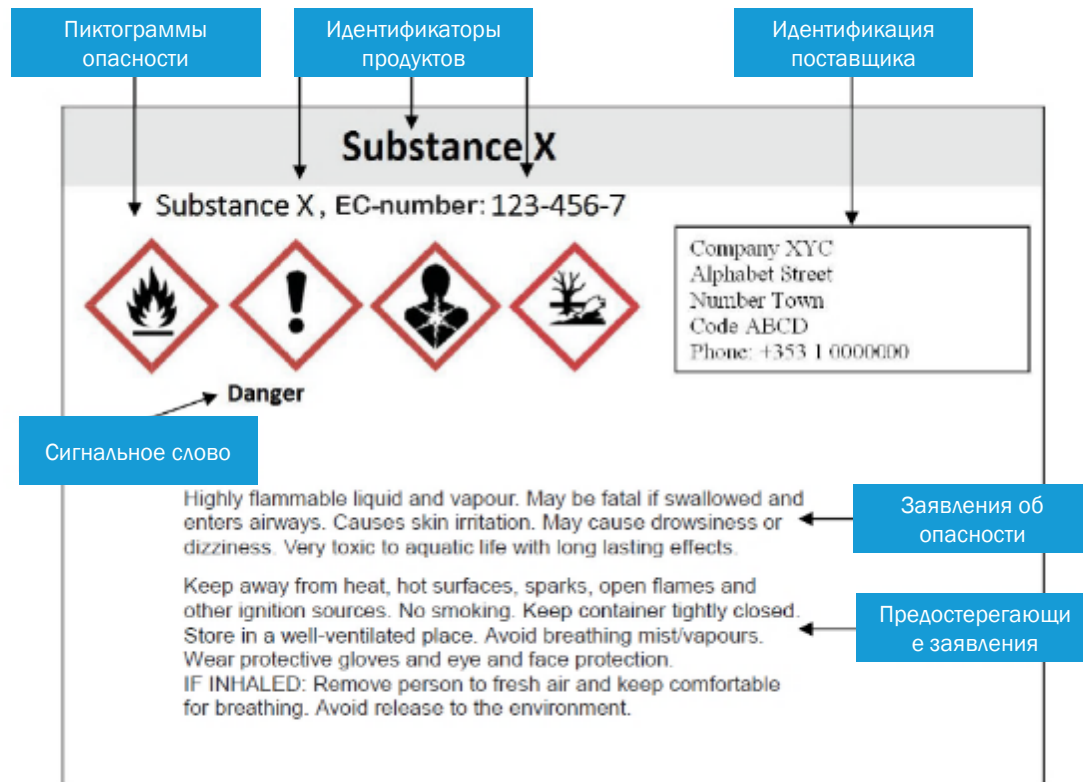 Пиктограммы
опасности
Идентификаторы
продуктов
Идентификация
поставщика
Substance X
Substance X, EC-number: 123-456-7
Company XYC
Alphabet Street
Number Town
Code ABCD
Phone: +353 1 0000000
Danger
Сигнальное слово
Highly flammable liquid and vapour. May be fatal if swallowed and
enters airways. Causes skin irritation. May cause drowsiness or
dizziness. Very toxic to aquatic life with long lasting effects.
Заявления об
опасности
Keep away from heat, hot surfaces, sparks, open flames and
other ignition sources. No smoking. Keep container tightly closed.
Store in a well-ventilated place. Avoid breathing mist/vapours.
Wear protective gloves and eye and face protection.
IF INHALED: Remove person to fresh air and keep comfortable
for breathing. Avoid release to the environment.
Предостерегающи
е заявления